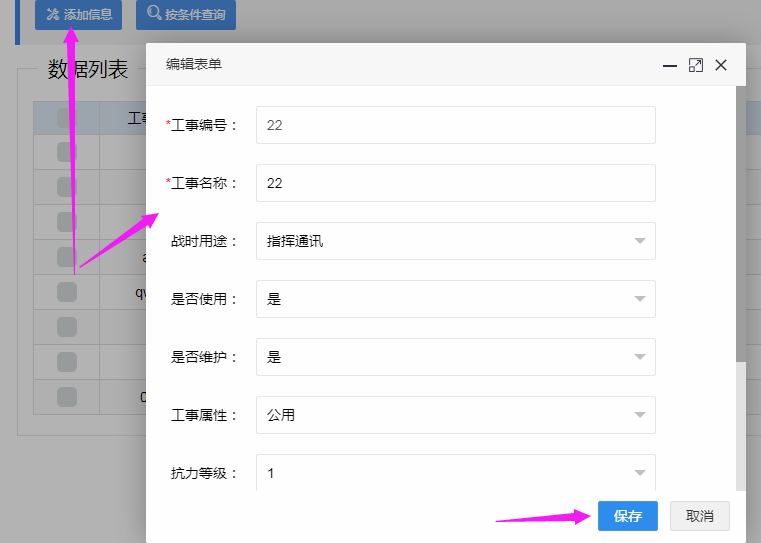 添加信息
按条件查询
编辑表单
数据列表
*工事编号： 22
*工事名称： 22
战时用途： 指挥通讯
是否使用： 是
是否维护： 是
工事属性： 公用
抗力等级： 1
保存
取消